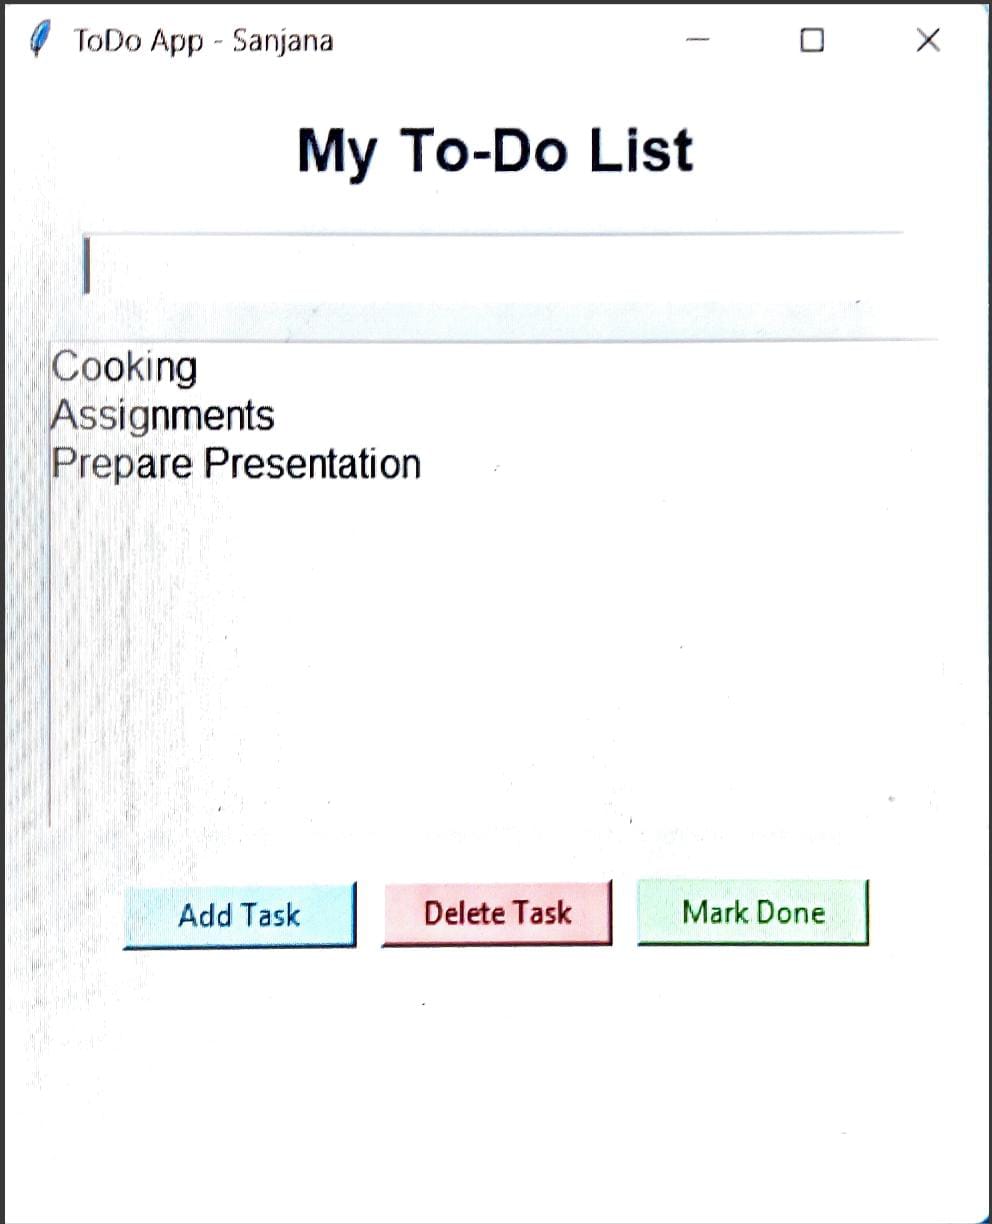 ToDo App - Sanjana
My To-Do List
Cooking
Assignments
Prepare Presentation
Add Task Delete Task Mark Done